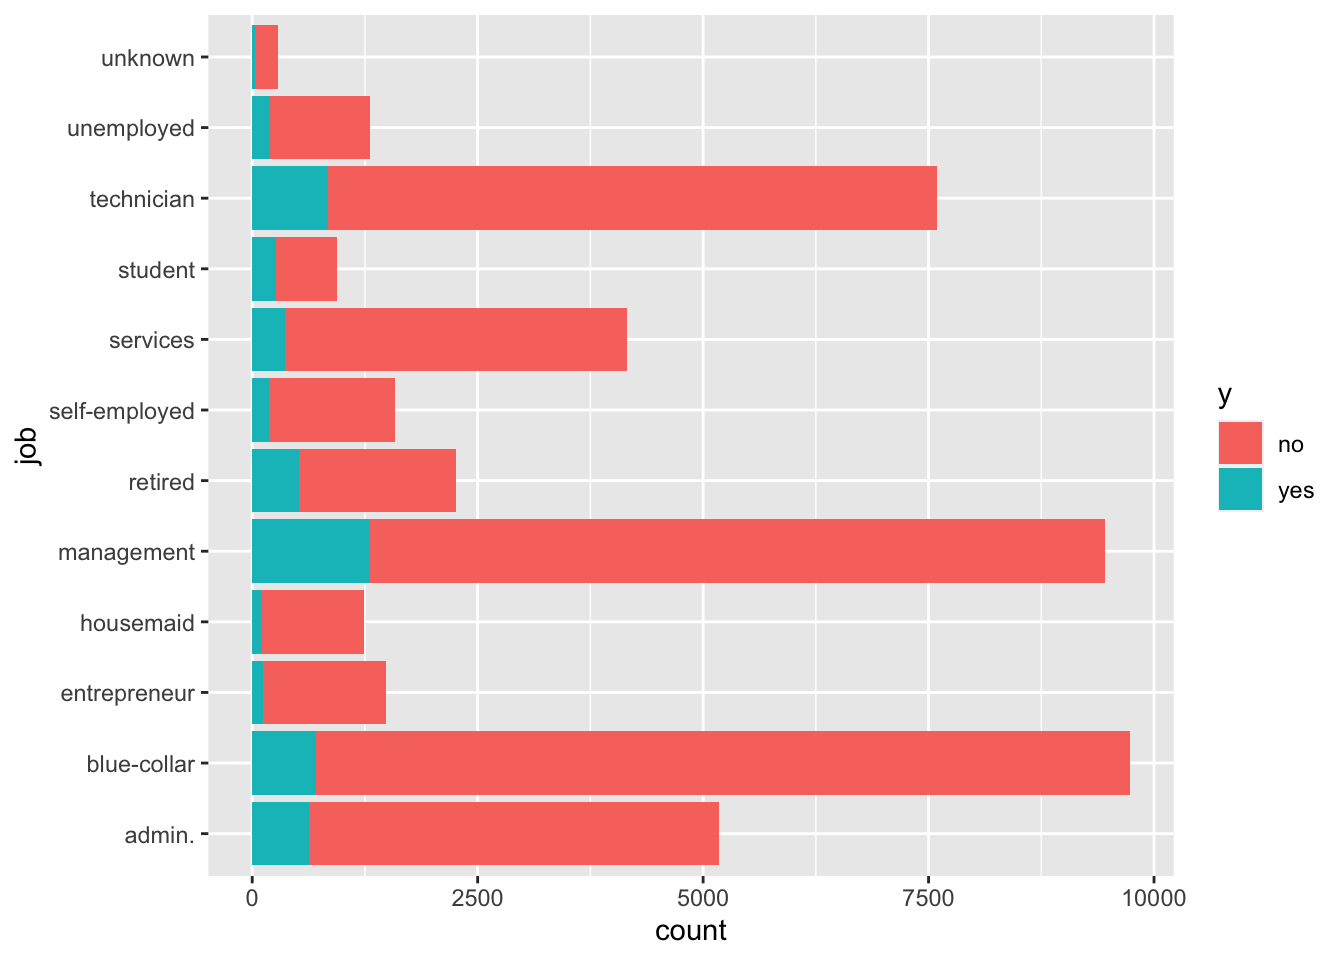 unknown
unemployed
technician
student
services
self-employed
retired
management
housemaid
entrepreneur
blue-collar
admin.
job
0 2500 5000 7500 10000
count
y
no
yes